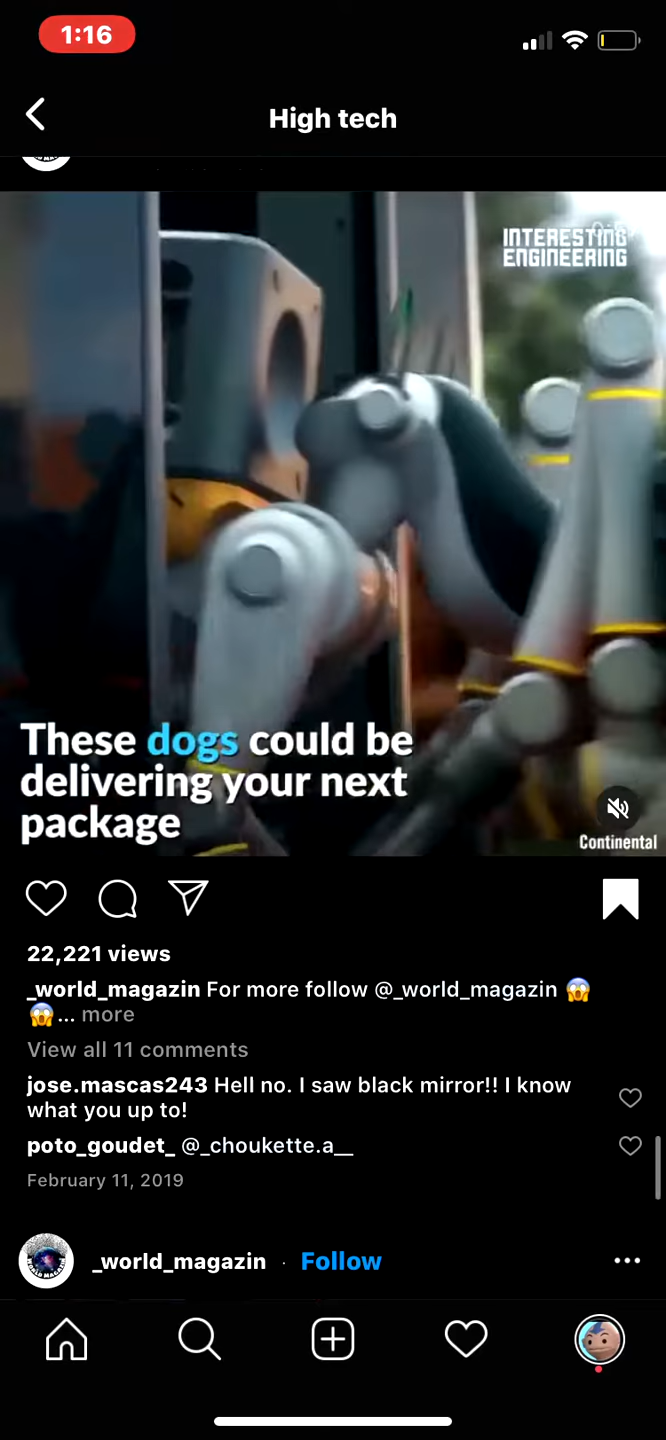 1:16
High tech
INTERESTING
ENGINEERING
These dogs could be
delivering your next
package
Continental
22,221 views
_world_magazin For more follow @_world_magazin 😱
😱... more
View all 11 comments
jose.mascas243 Hell no. I saw black mirror!! I know
what you up to!
poto_goudet_ @_choukette.a__
February 11, 2019
_world_magazin · Follow